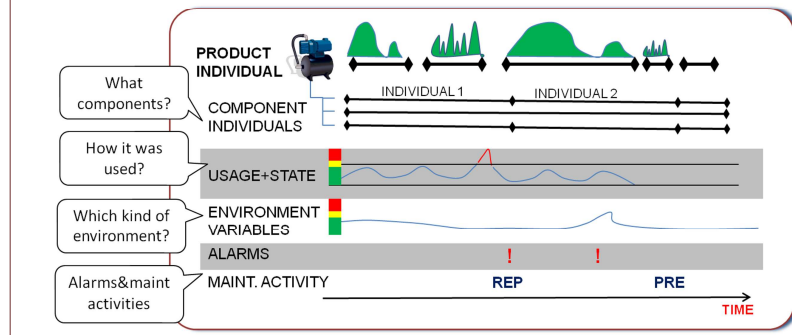 PRODUCT
INDIVIDUAL
What
components?
INDIVIDUAL 1
INDIVIDUAL 2
COMPONENT
INDIVIDUALS
How it was
used?
USAGE+STATE
Which kind of
environment?
ENVIRONMENT
VARIABLES
ALARMS
! !
Alarms&maint
activities
MAINT. ACTIVITY
REP
PRE
TIME